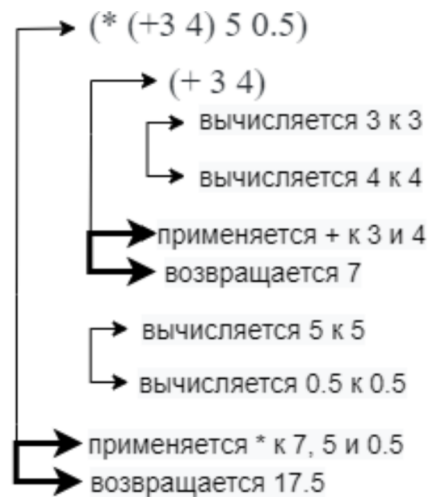 (* (+3 4) 5 0.5)
(+ 3 4)
вычисляется 3 к 3
вычисляется 4 к 4
применяется + к 3 и 4
возвращается 7
вычисляется 5 к 5
вычисляется 0.5 к 0.5
применяется * к 7, 5 и 0.5
возвращается 17.5